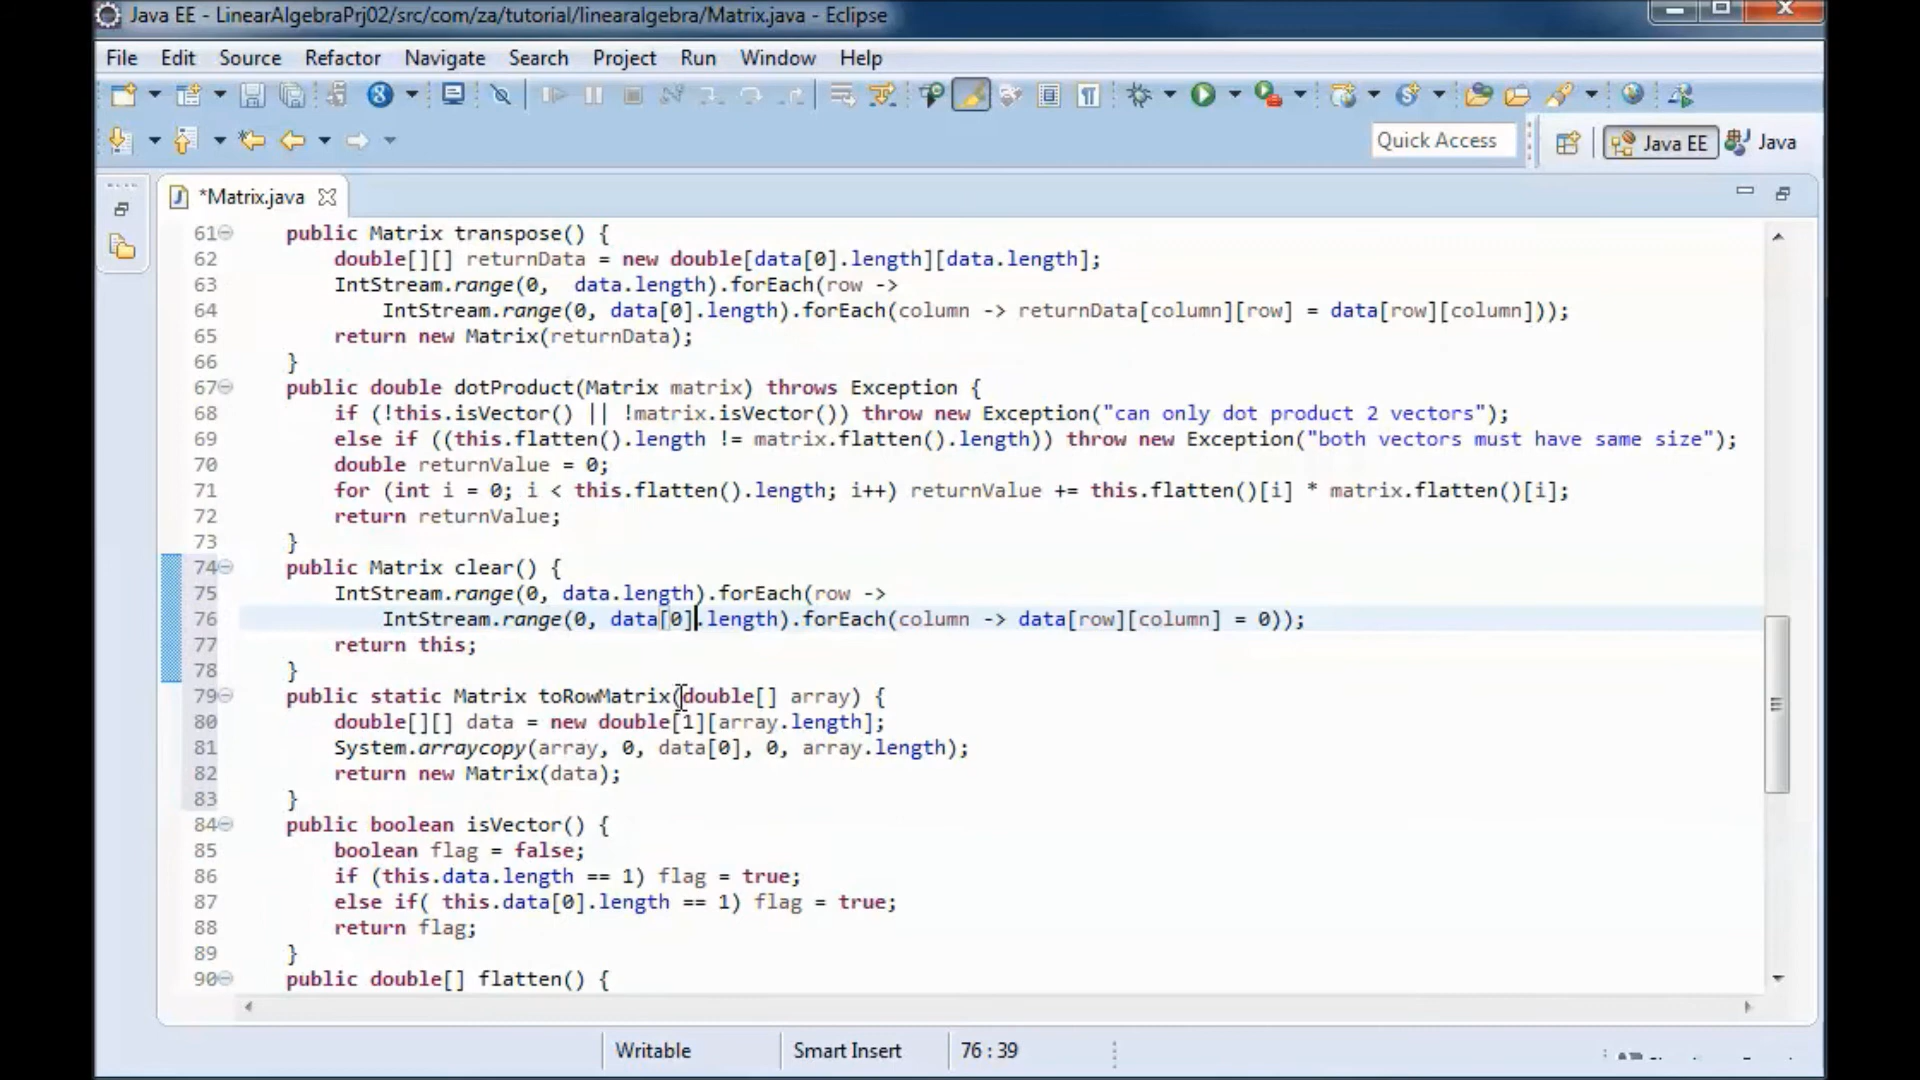 Java EE - LinearAlgebraPrj02/src/com/za/tutorial/linearalgebra/Matrix.java - Eclipse
File Edit Source Refactor Navigate Search Project Run Window Help
Quick Access Java EE Java
*Matrix.java
61 public Matrix transpose() {
62 double[][] returnData = new double[data[0].length][data.length];
63 IntStream.range(0,  data.length).forEach(row ->
64 IntStream.range(0, data[0].length).forEach(column -> returnData[column][row] = data[row][column]));
65 return new Matrix(returnData);
66 }
67 public double dotProduct(Matrix matrix) throws Exception {
68 if (!this.isVector() || !matrix.isVector()) throw new Exception("can only dot product 2 vectors");
69 else if ((this.flatten().length != matrix.flatten().length)) throw new Exception("both vectors must have same size");
70 double returnValue = 0;
71 for (int i = 0; i < this.flatten().length; i++) returnValue += this.flatten()[i] * matrix.flatten()[i];
72 return returnValue;
73 }
74 public Matrix clear() {
75 IntStream.range(0, data.length).forEach(row ->
76 IntStream.range(0, data[0].length).forEach(column -> data[row][column] = 0));
77 return this;
78 }
79 public static Matrix toRowMatrix(double[] array) {
80 double[][] data = new double[1][array.length];
81 System.arraycopy(array, 0, data[0], 0, array.length);
82 return new Matrix(data);
83 }
84 public boolean isVector() {
85 boolean flag = false;
86 if (this.data.length == 1) flag = true;
87 else if( this.data[0].length == 1) flag = true;
88 return flag;
89 }
90 public double[] flatten() {
Writable Smart Insert 76 : 39